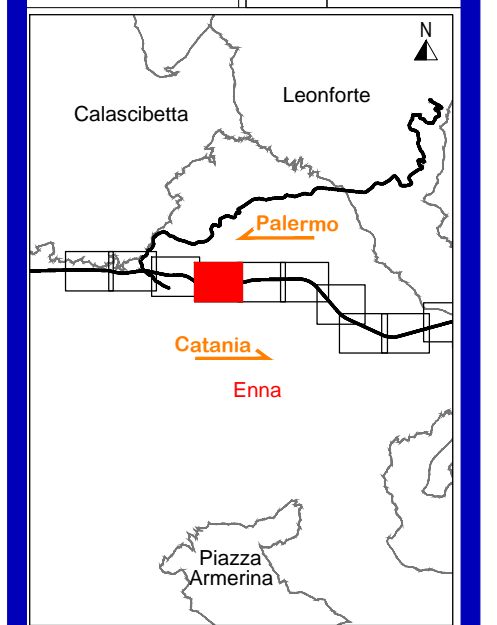 N
Leonforte
Calascibetta
Palermo
Catania
Enna
Piazza
Armerina